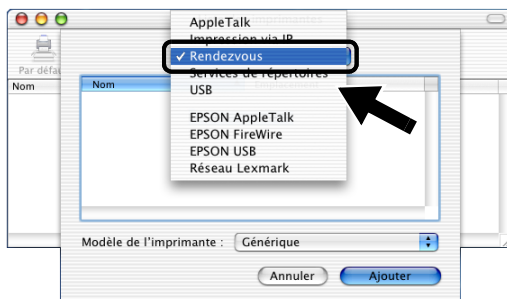 AppleTalk
Impression via IP
Par défau
✓ Rendezvous
Services de répertoires
Nom
Nom
USB
EPSON AppleTalk
EPSON FireWire
EPSON USB
Réseau Lexmark
Modèle de l'imprimante : Générique
Annuler
Ajouter